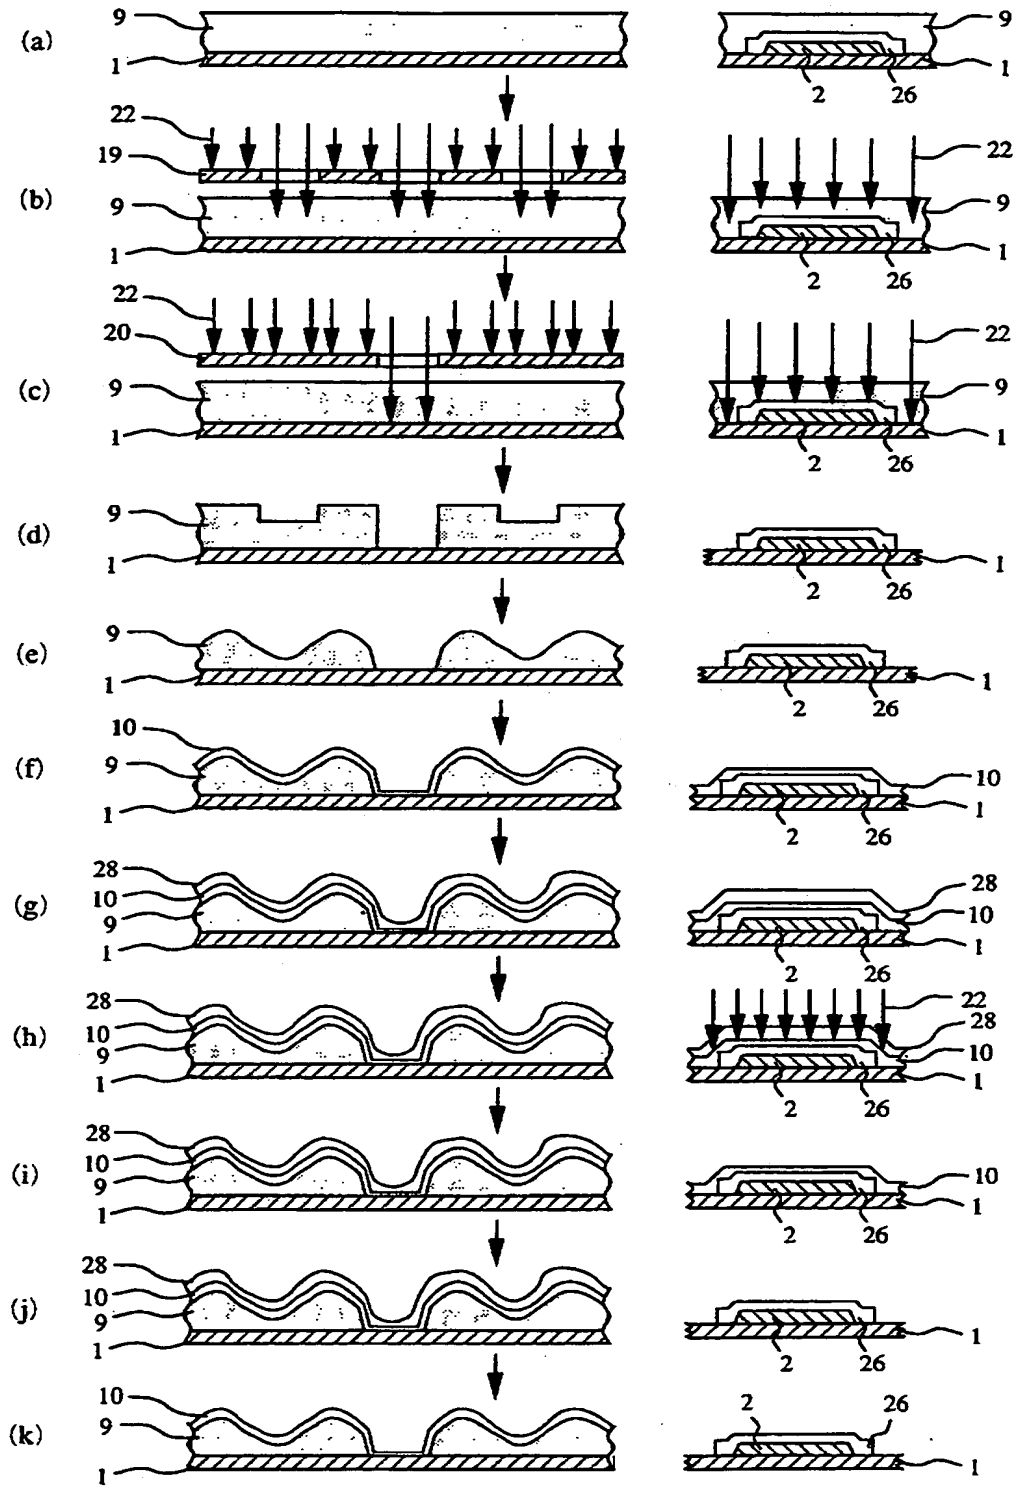 (a) 9 1 9 1 2 26
(b) 22 19 9 1 22 9 1 2 26
(c) 22 20 9 1 22 9 1 2 26
(d) 9 1 1 2 26
(e) 9 1 1 2 26
(f) 10 9 1 10 1 2 26
(g) 28 10 9 1 28 10 1 2 26
(h) 28 10 9 1 22 28 10 1 2 26
(i) 28 10 9 1 10 1 2 26
(j) 28 10 9 1 1 2 26
(k) 10 9 1 2 26 1